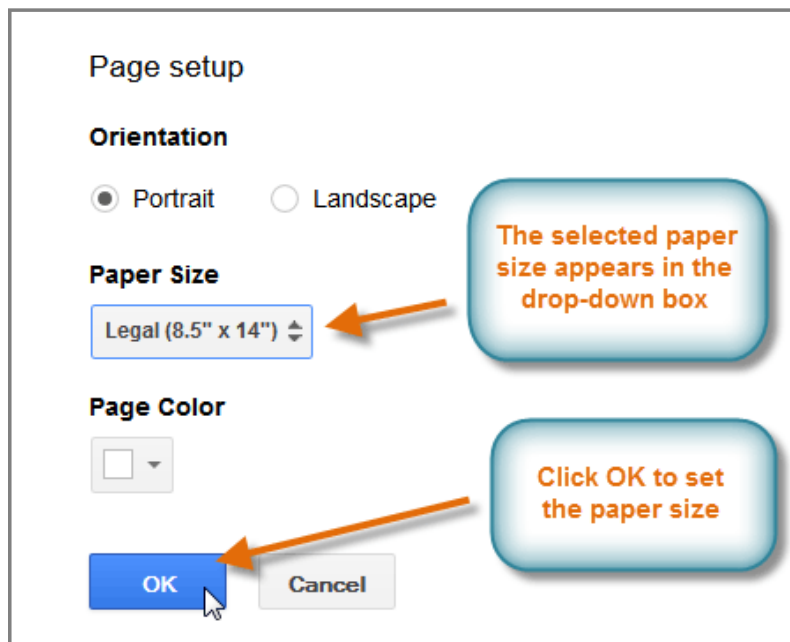 Page setup
Orientation
Portrait Landscape
The selected paper
size appears in the
drop-down box
Paper Size
Legal (8.5" x 14")
Page Color
Click OK to set
the paper size
OK Cancel